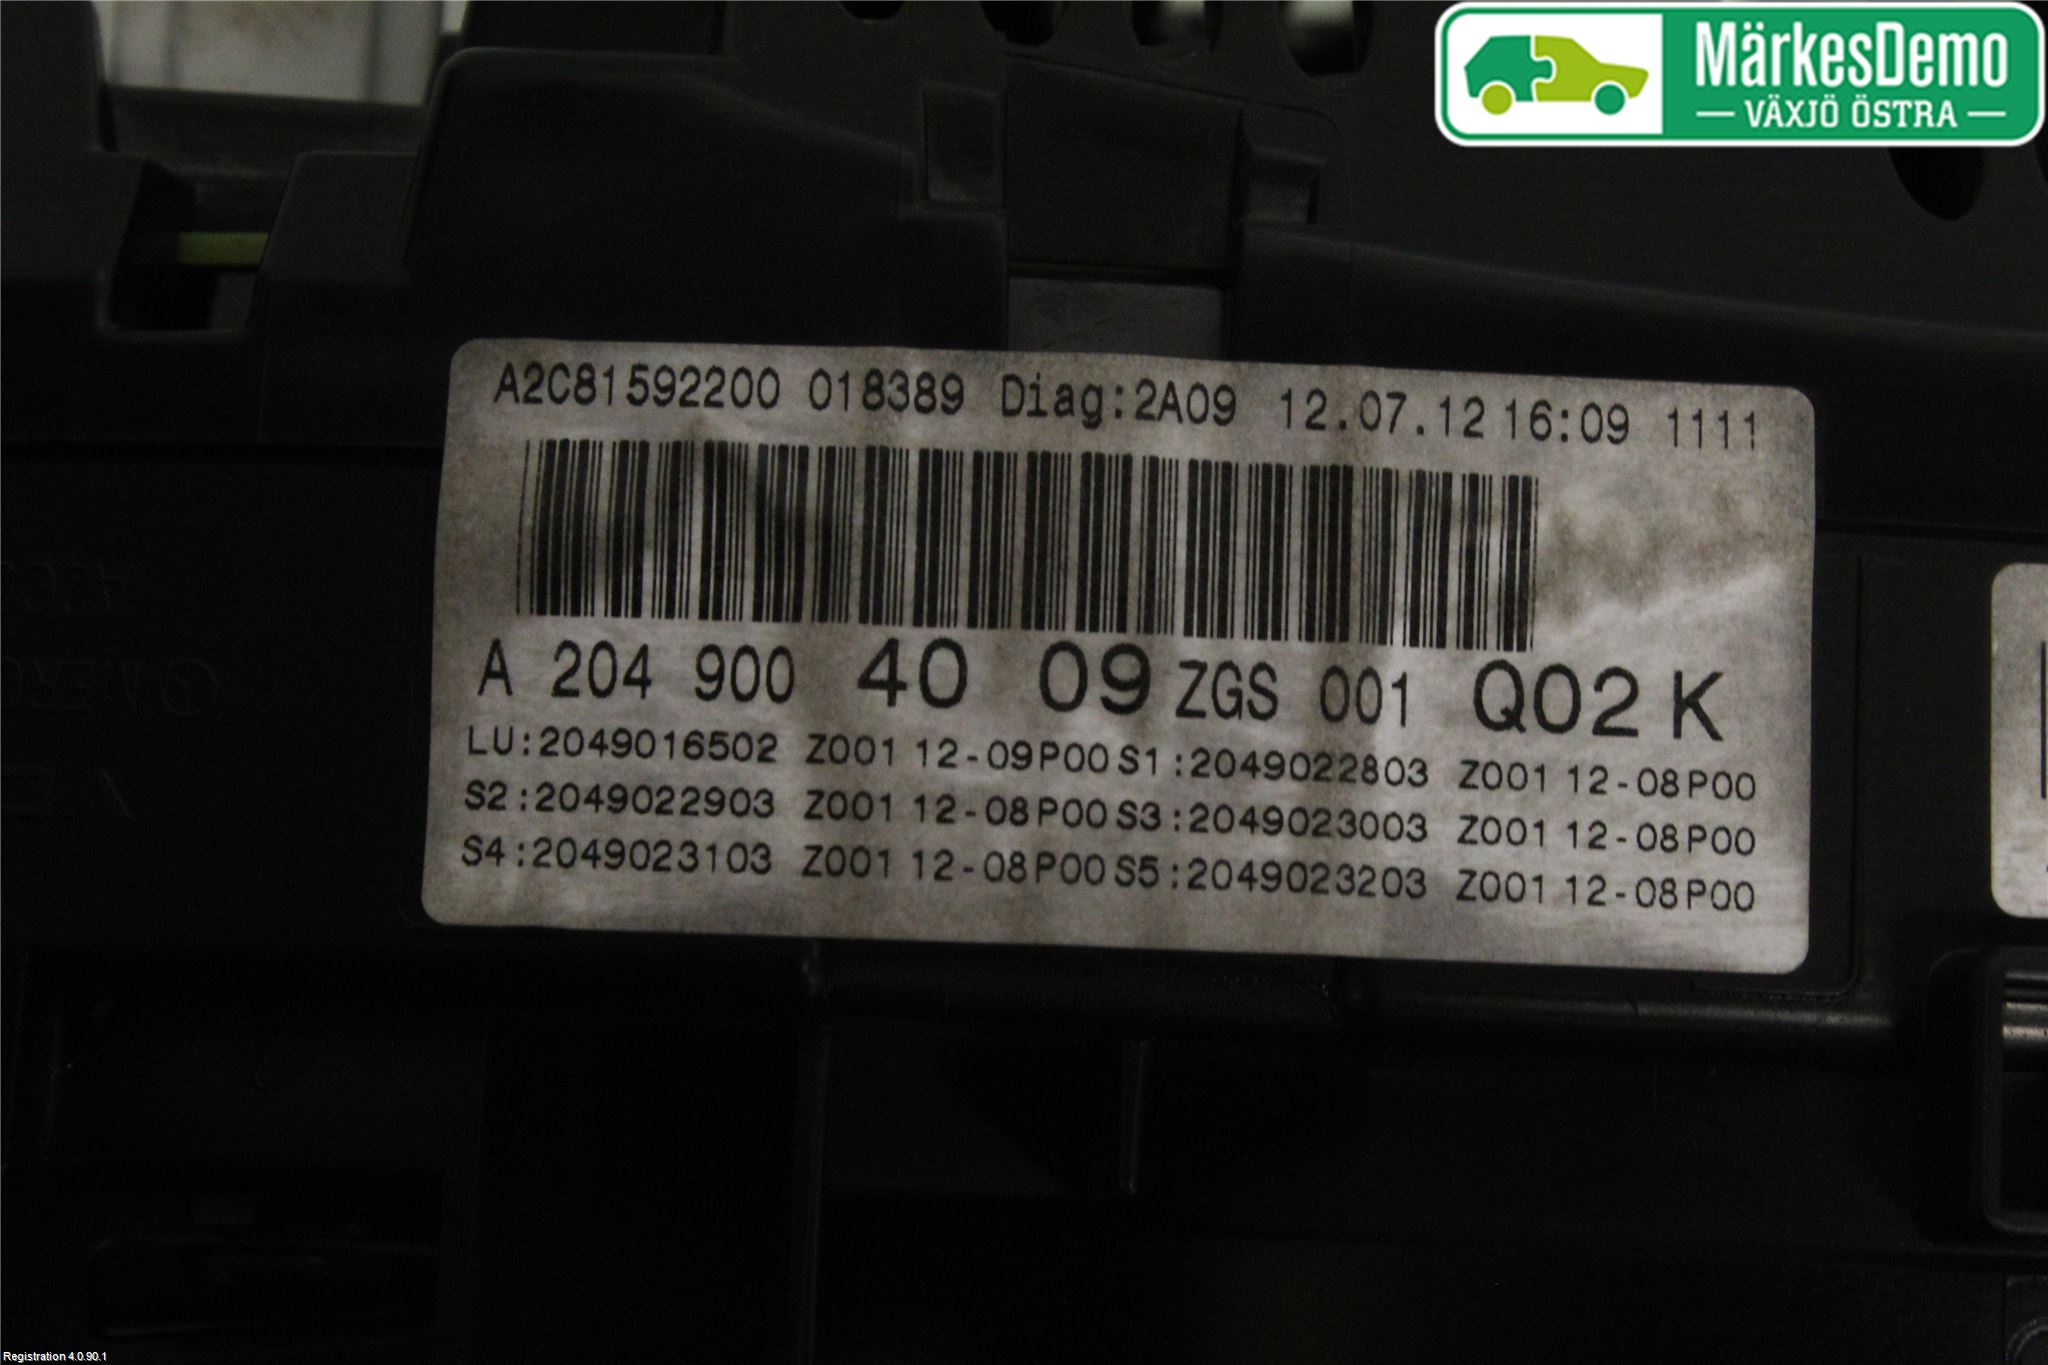 MärkesDemo
VÄXJÖ ÖSTRA
A2C81592200 018389 Diag:2A09 12.07.12 16:09 1111
A 204 900 40 09 ZGS 001 Q02 K
LU:2049016502 Z001 12-09P00 S1:2049022803 Z001 12-08P00
S2:2049022903 Z001 12-08P00 S3:2049023003 Z001 12-08P00
S4:2049023103 Z001 12-08P00 S5:2049023203 Z001 12-08P00
Registration 4.0.90.1